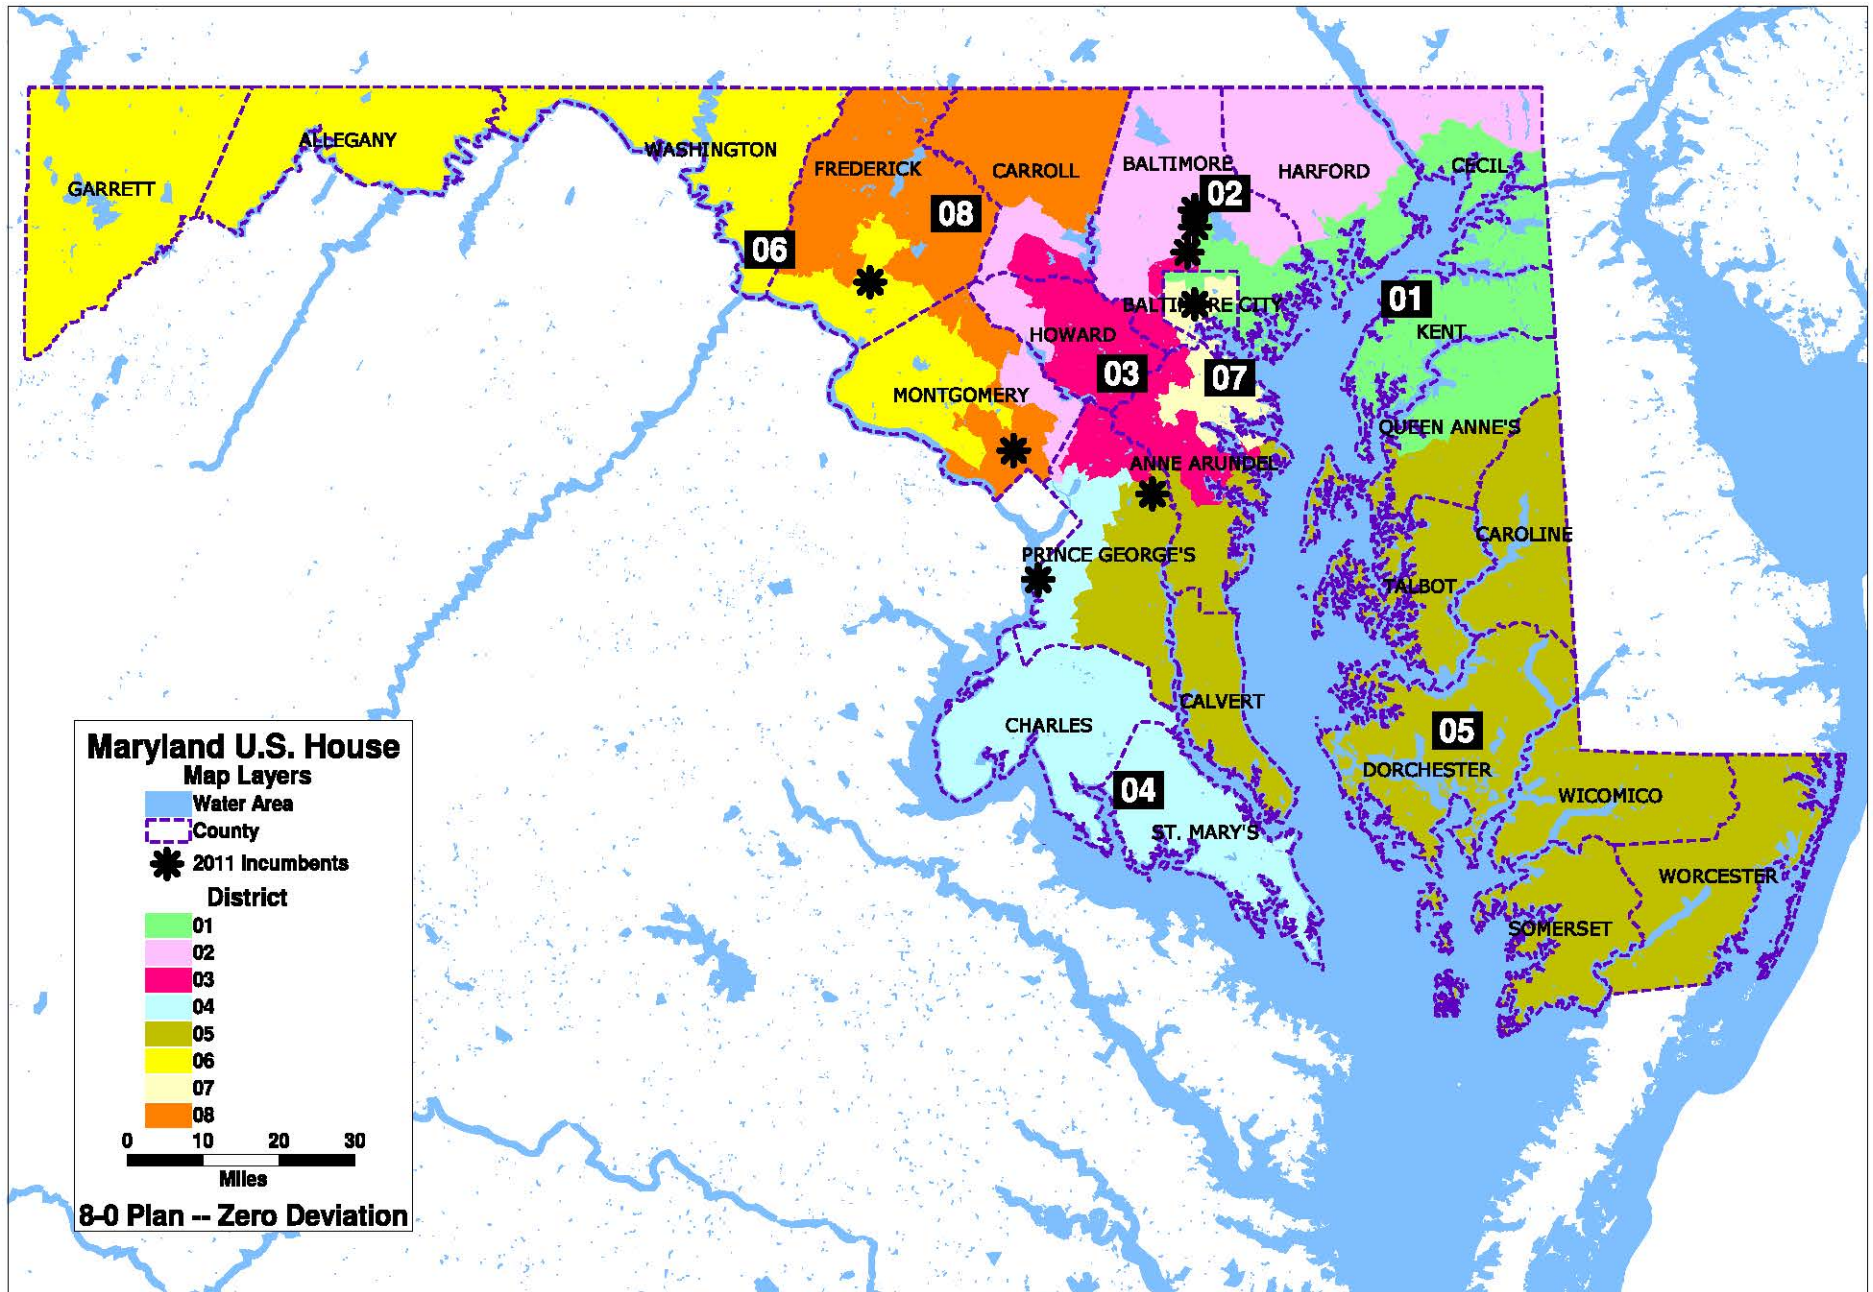 ALLEGANY
WASHINGTON
GARRETT
FREDERICK
CARROLL
BALTIMORE
HARFORD
CECIL
02
08
06
01
BALTIMORE CITY
KENT
HOWARD
03
07
MONTGOMERY
QUEEN ANNE'S
ANNE ARUNDEL
CAROLINE
PRINCE GEORGE'S
TALBOT
CALVERT
CHARLES
05
DORCHESTER
04
WICOMICO
ST. MARY'S
WORCESTER
SOMERSET
Maryland U.S. House
Map Layers
Water Area
County
2011 Incumbents
District
01
02
03
04
05
06
07
08
0 10 20 30
Miles
8-0 Plan -- Zero Deviation